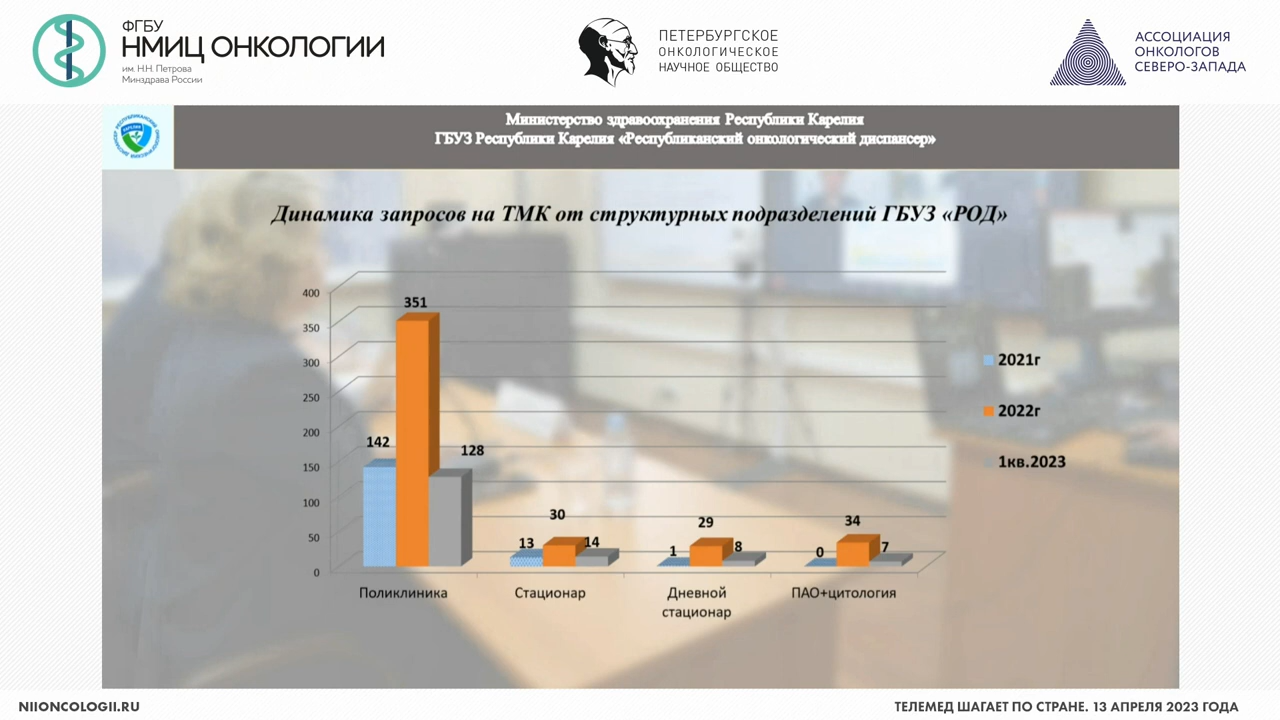 ФГБУ
НМИЦ ОНКОЛОГИИ
им. Н.Н. Петрова
Минздрава России
ПЕТЕРБУРГСКОЕ
ОНКОЛОГИЧЕСКОЕ
НАУЧНОЕ ОБЩЕСТВО
АССОЦИАЦИЯ
ОНКОЛОГОВ
СЕВЕРО-ЗАПАДА
Министерство здравоохранения Республики Карелия
ГБУЗ Республики Карелия «Республиканский онкологический диспансер»
Динамика запросов на ТМК от структурных подразделений ГБУЗ «РОД»
400
350
300
250
200
150
100
50
0
142
351
128
13
30
14
1
29
8
0
34
7
Поликлиника
Стационар
Дневной
стационар
ПАО+цитология
2021г
2022г
1кв.2023
NIIONCOLOGII.RU
ТЕЛЕМЕД ШАГАЕТ ПО СТРАНЕ. 13 АПРЕЛЯ 2023 ГОДА